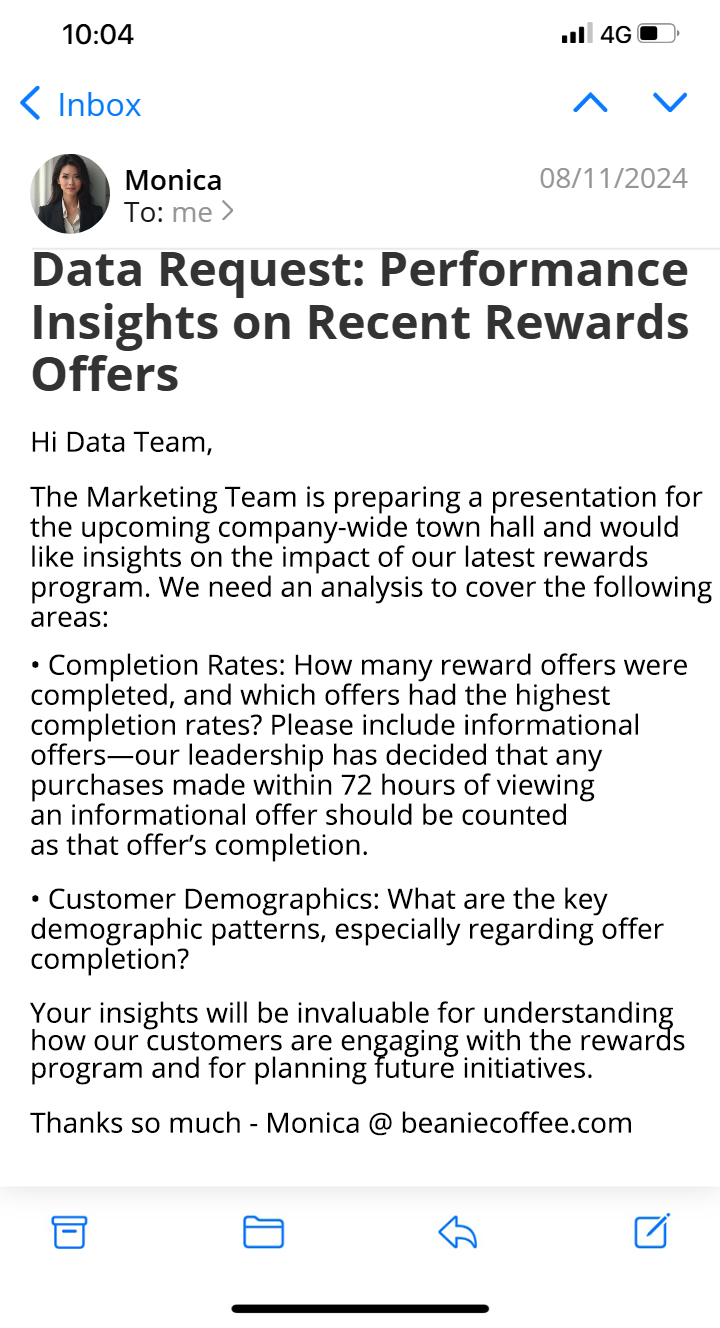 10:04
4G
Inbox
Monica
08/11/2024
To: me
Data Request: Performance
Insights on Recent Rewards
Offers
Hi Data Team,
The Marketing Team is preparing a presentation for
the upcoming company-wide town hall and would
like insights on the impact of our latest rewards
program. We need an analysis to cover the following
areas:
• Completion Rates: How many reward offers were
completed, and which offers had the highest
completion rates? Please include informational
offers—our leadership has decided that any
purchases made within 72 hours of viewing
an informational offer should be counted
as that offer’s completion.
• Customer Demographics: What are the key
demographic patterns, especially regarding offer
completion?
Your insights will be invaluable for understanding
how our customers are engaging with the rewards
program and for planning future initiatives.
Thanks so much - Monica @ beaniecoffee.com